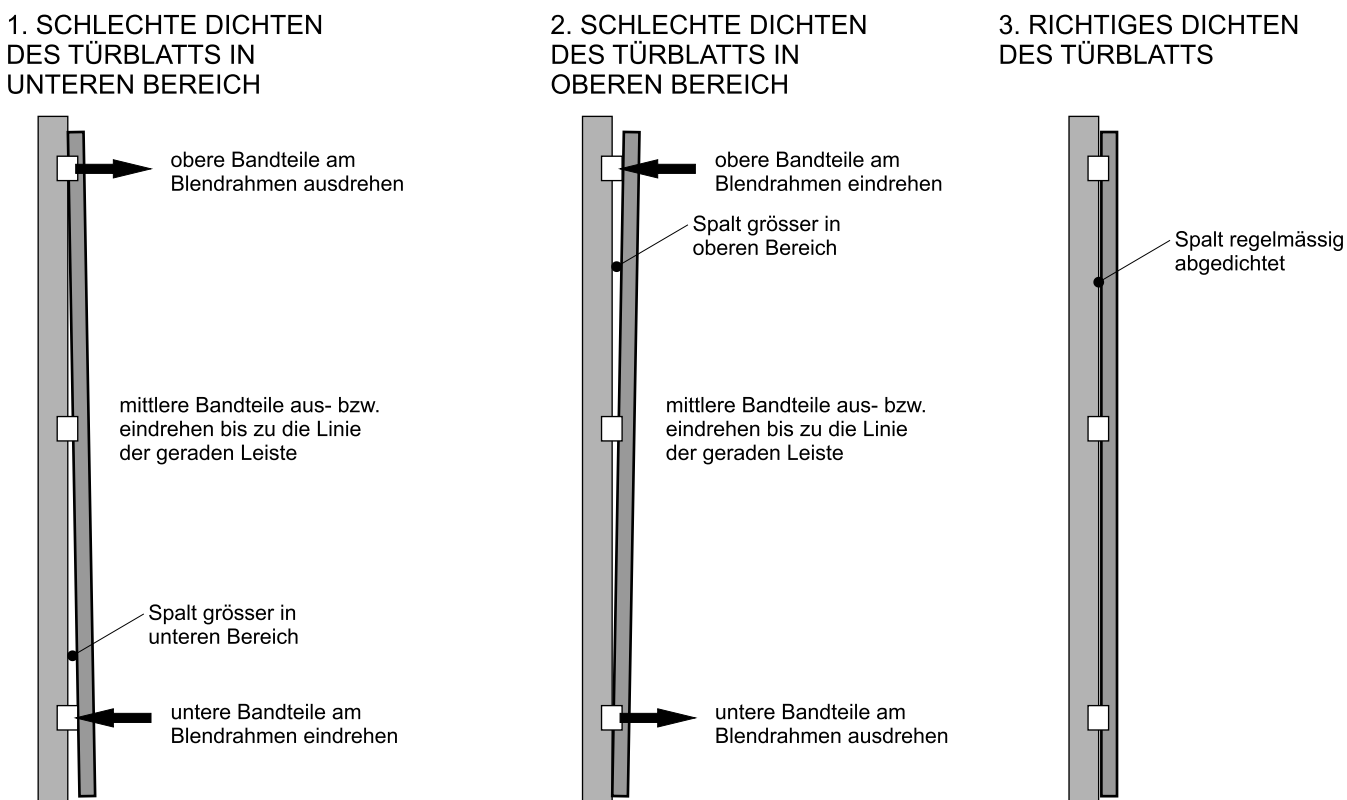 1. SCHLECHTE DICHTEN
DES TÜRBLATTS IN
UNTEREN BEREICH
obere Bandteile am
Blendrahmen ausdrehen
mittlere Bandteile aus- bzw.
eindrehen bis zu die Linie
der geraden Leiste
Spalt grösser in
unteren Bereich
untere Bandteile am
Blendrahmen eindrehen
2. SCHLECHTE DICHTEN
DES TÜRBLATTS IN
OBEREN BEREICH
obere Bandteile am
Blendrahmen eindrehen
Spalt grösser in
oberen Bereich
mittlere Bandteile aus- bzw.
eindrehen bis zu die Linie
der geraden Leiste
untere Bandteile am
Blendrahmen ausdrehen
3. RICHTIGES DICHTEN
DES TÜRBLATTS
Spalt regelmässig
abgedichtet